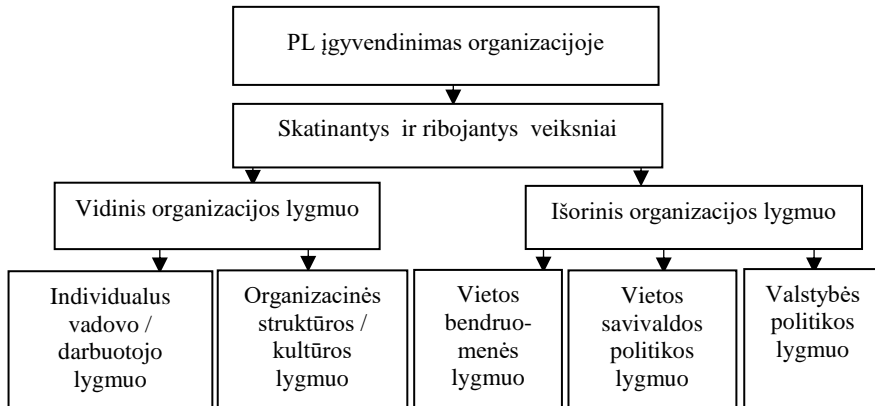 PL įgyvendinimas organizacijoje
Skatinantys ir ribojantys veiksniai
Vidinis organizacijos lygmuo
Išorinis organizacijos lygmuo
Individualus
vadovo /
darbuotojo
lygmuo
Organizacinės
struktūros /
kultūros
lygmuo
Vietos
bendruo-
menės
lygmuo
Vietos
savivaldos
politikos
lygmuo
Valstybės
politikos
lygmuo